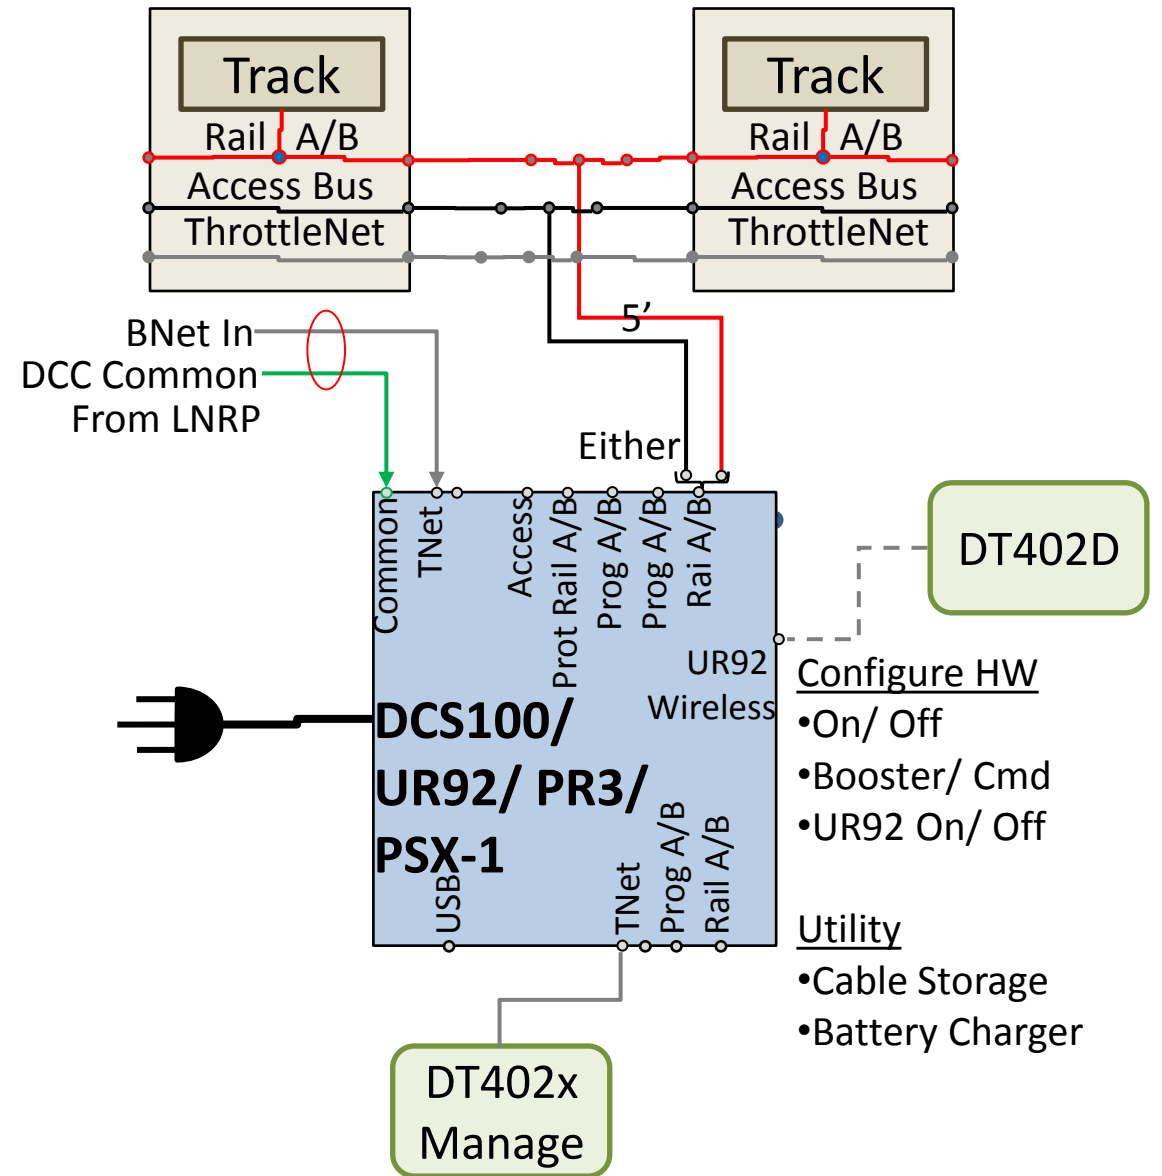 Track
Rail A/B
Access Bus
ThrottleNet
Track
Rail A/B
Access Bus
ThrottleNet
5'
BNet In
DCC Common
From LNRP
Either
Common
TNet
Access
Prot Rail A/B
Prog A/B
Prog A/B
Rai A/B
DT402D
UR92
Wireless
DCS100/
UR92/ PR3/
PSX-1
Configure HW
•On/ Off
•Booster/ Cmd
•UR92 On/ Off
USB
TNet
Prog A/B
Rail A/B
Utility
•Cable Storage
•Battery Charger
DT402x
Manage